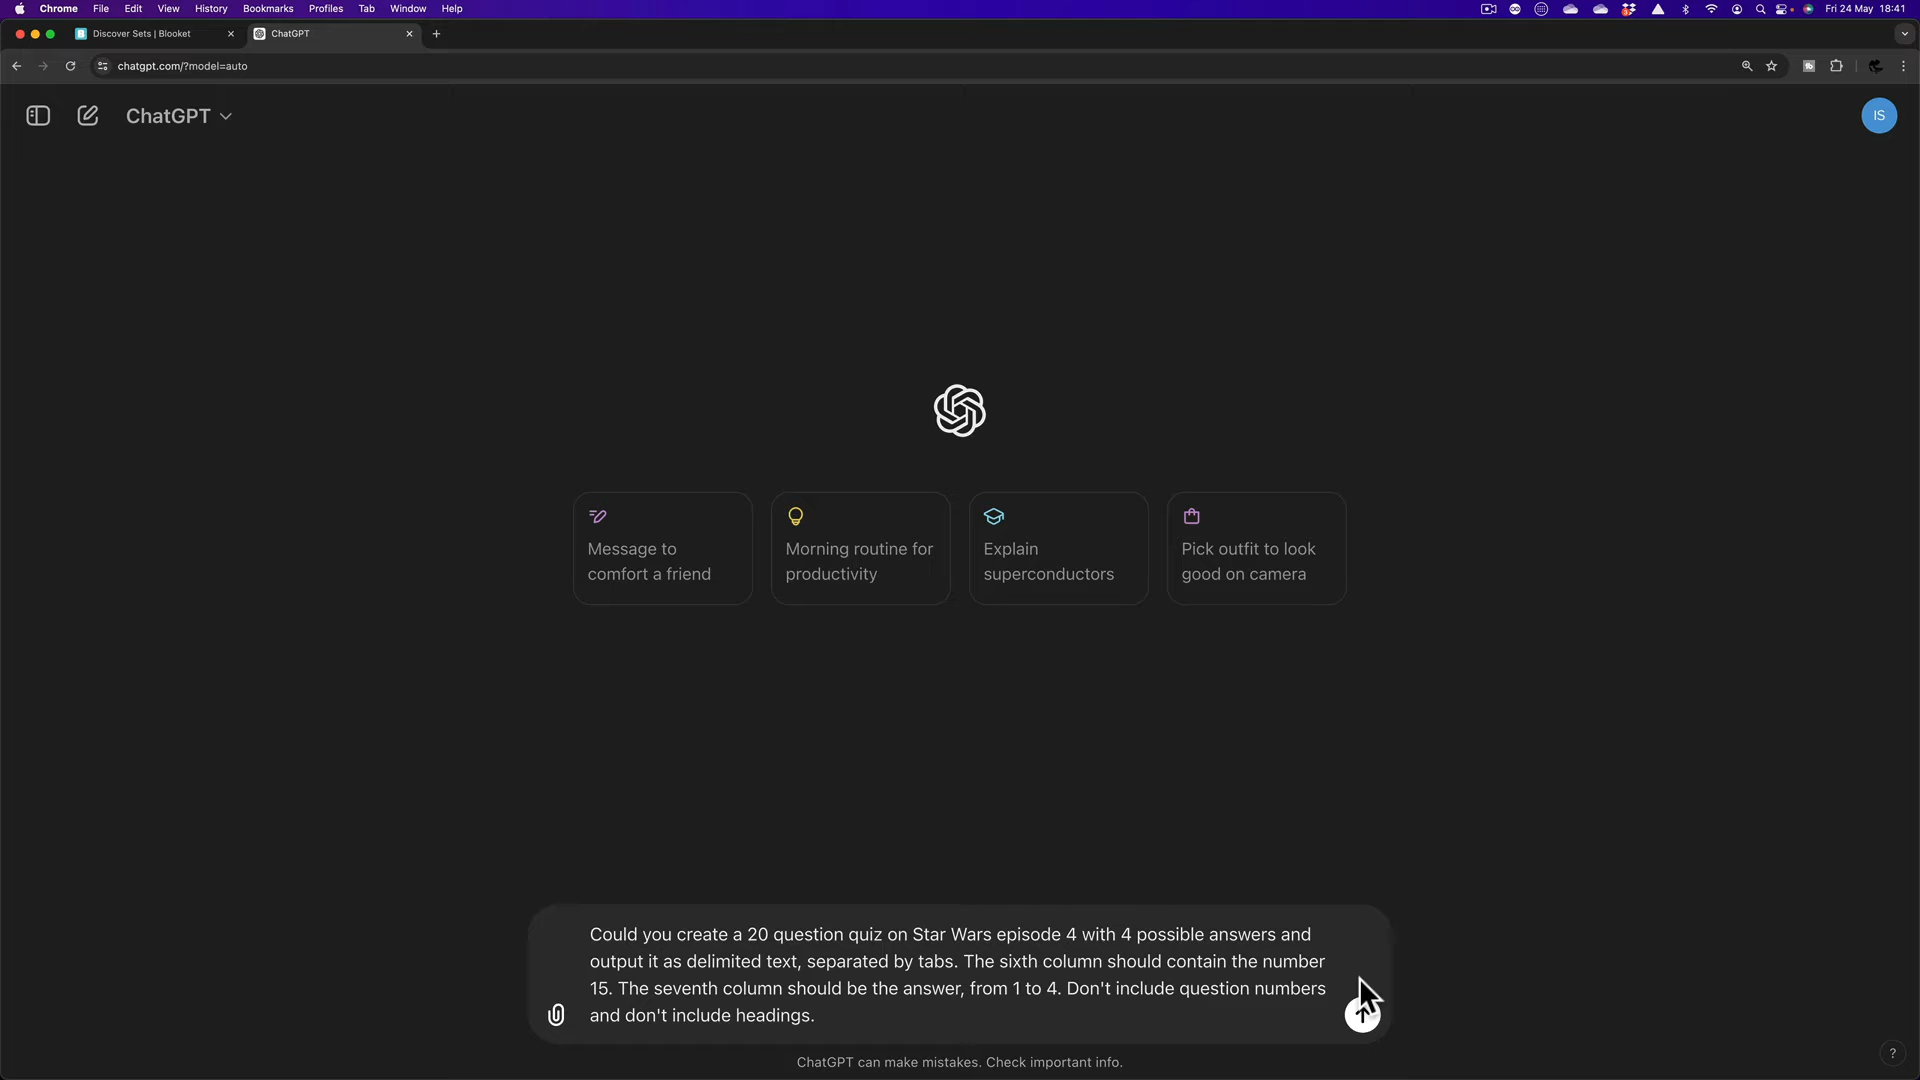 Chrome File Edit View History Bookmarks Profiles Tab Window Help Fri 24 May 18:41
Discover Sets | Blooket ChatGPT
chatgpt.com/?model=auto
ChatGPT IS
Message to
comfort a friend
Morning routine for
productivity
Explain
superconductors
Pick outfit to look
good on camera
Could you create a 20 question quiz on Star Wars episode 4 with 4 possible answers and
output it as delimited text, separated by tabs. The sixth column should contain the number
15. The seventh column should be the answer, from 1 to 4. Don't include question numbers
and don't include headings.
ChatGPT can make mistakes. Check important info.
?